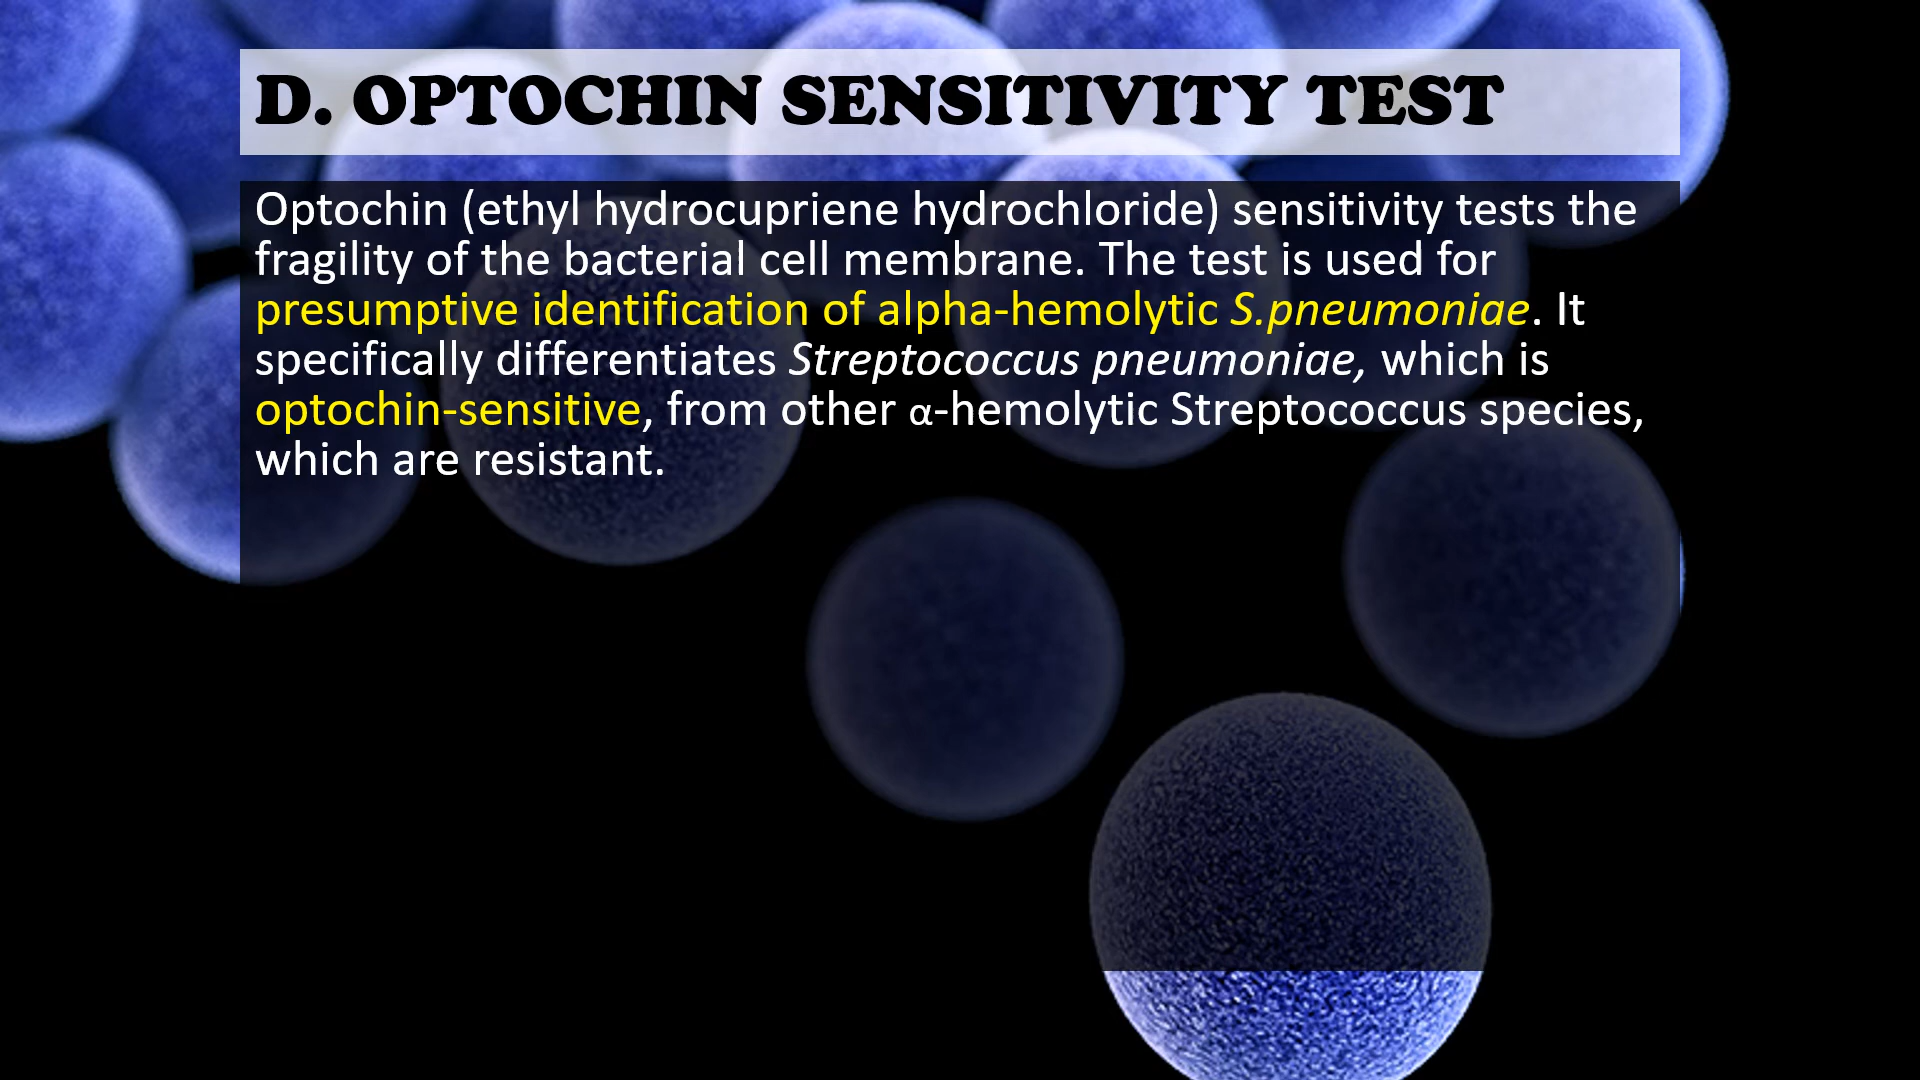 D. OPTOCHIN SENSITIVITY TEST
Optochin (ethyl hydrocupriene hydrochloride) sensitivity tests the
fragility of the bacterial cell membrane. The test is used for
presumptive identification of alpha-hemolytic S.pneumoniae. It
specifically differentiates Streptococcus pneumoniae, which is
optochin-sensitive, from other α-hemolytic Streptococcus species,
which are resistant.